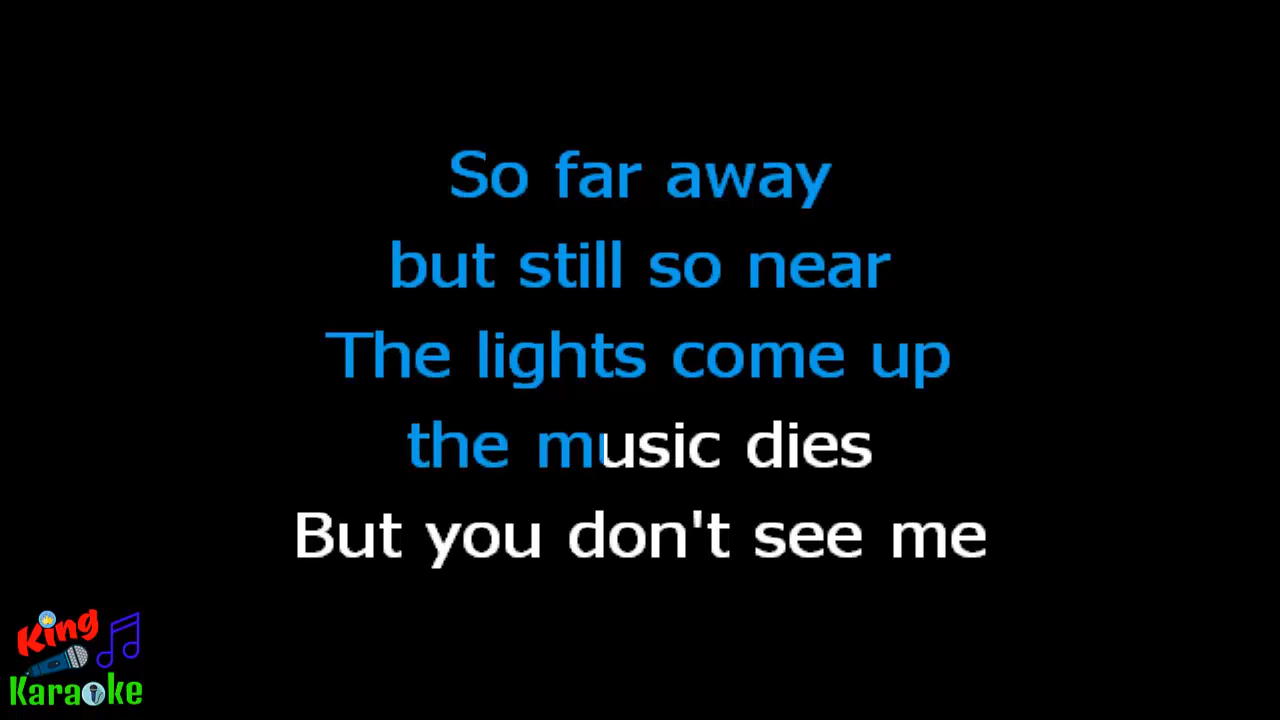 So far away
but still so near
The lights come up
the music dies
But you don't see me
King
Karaoke